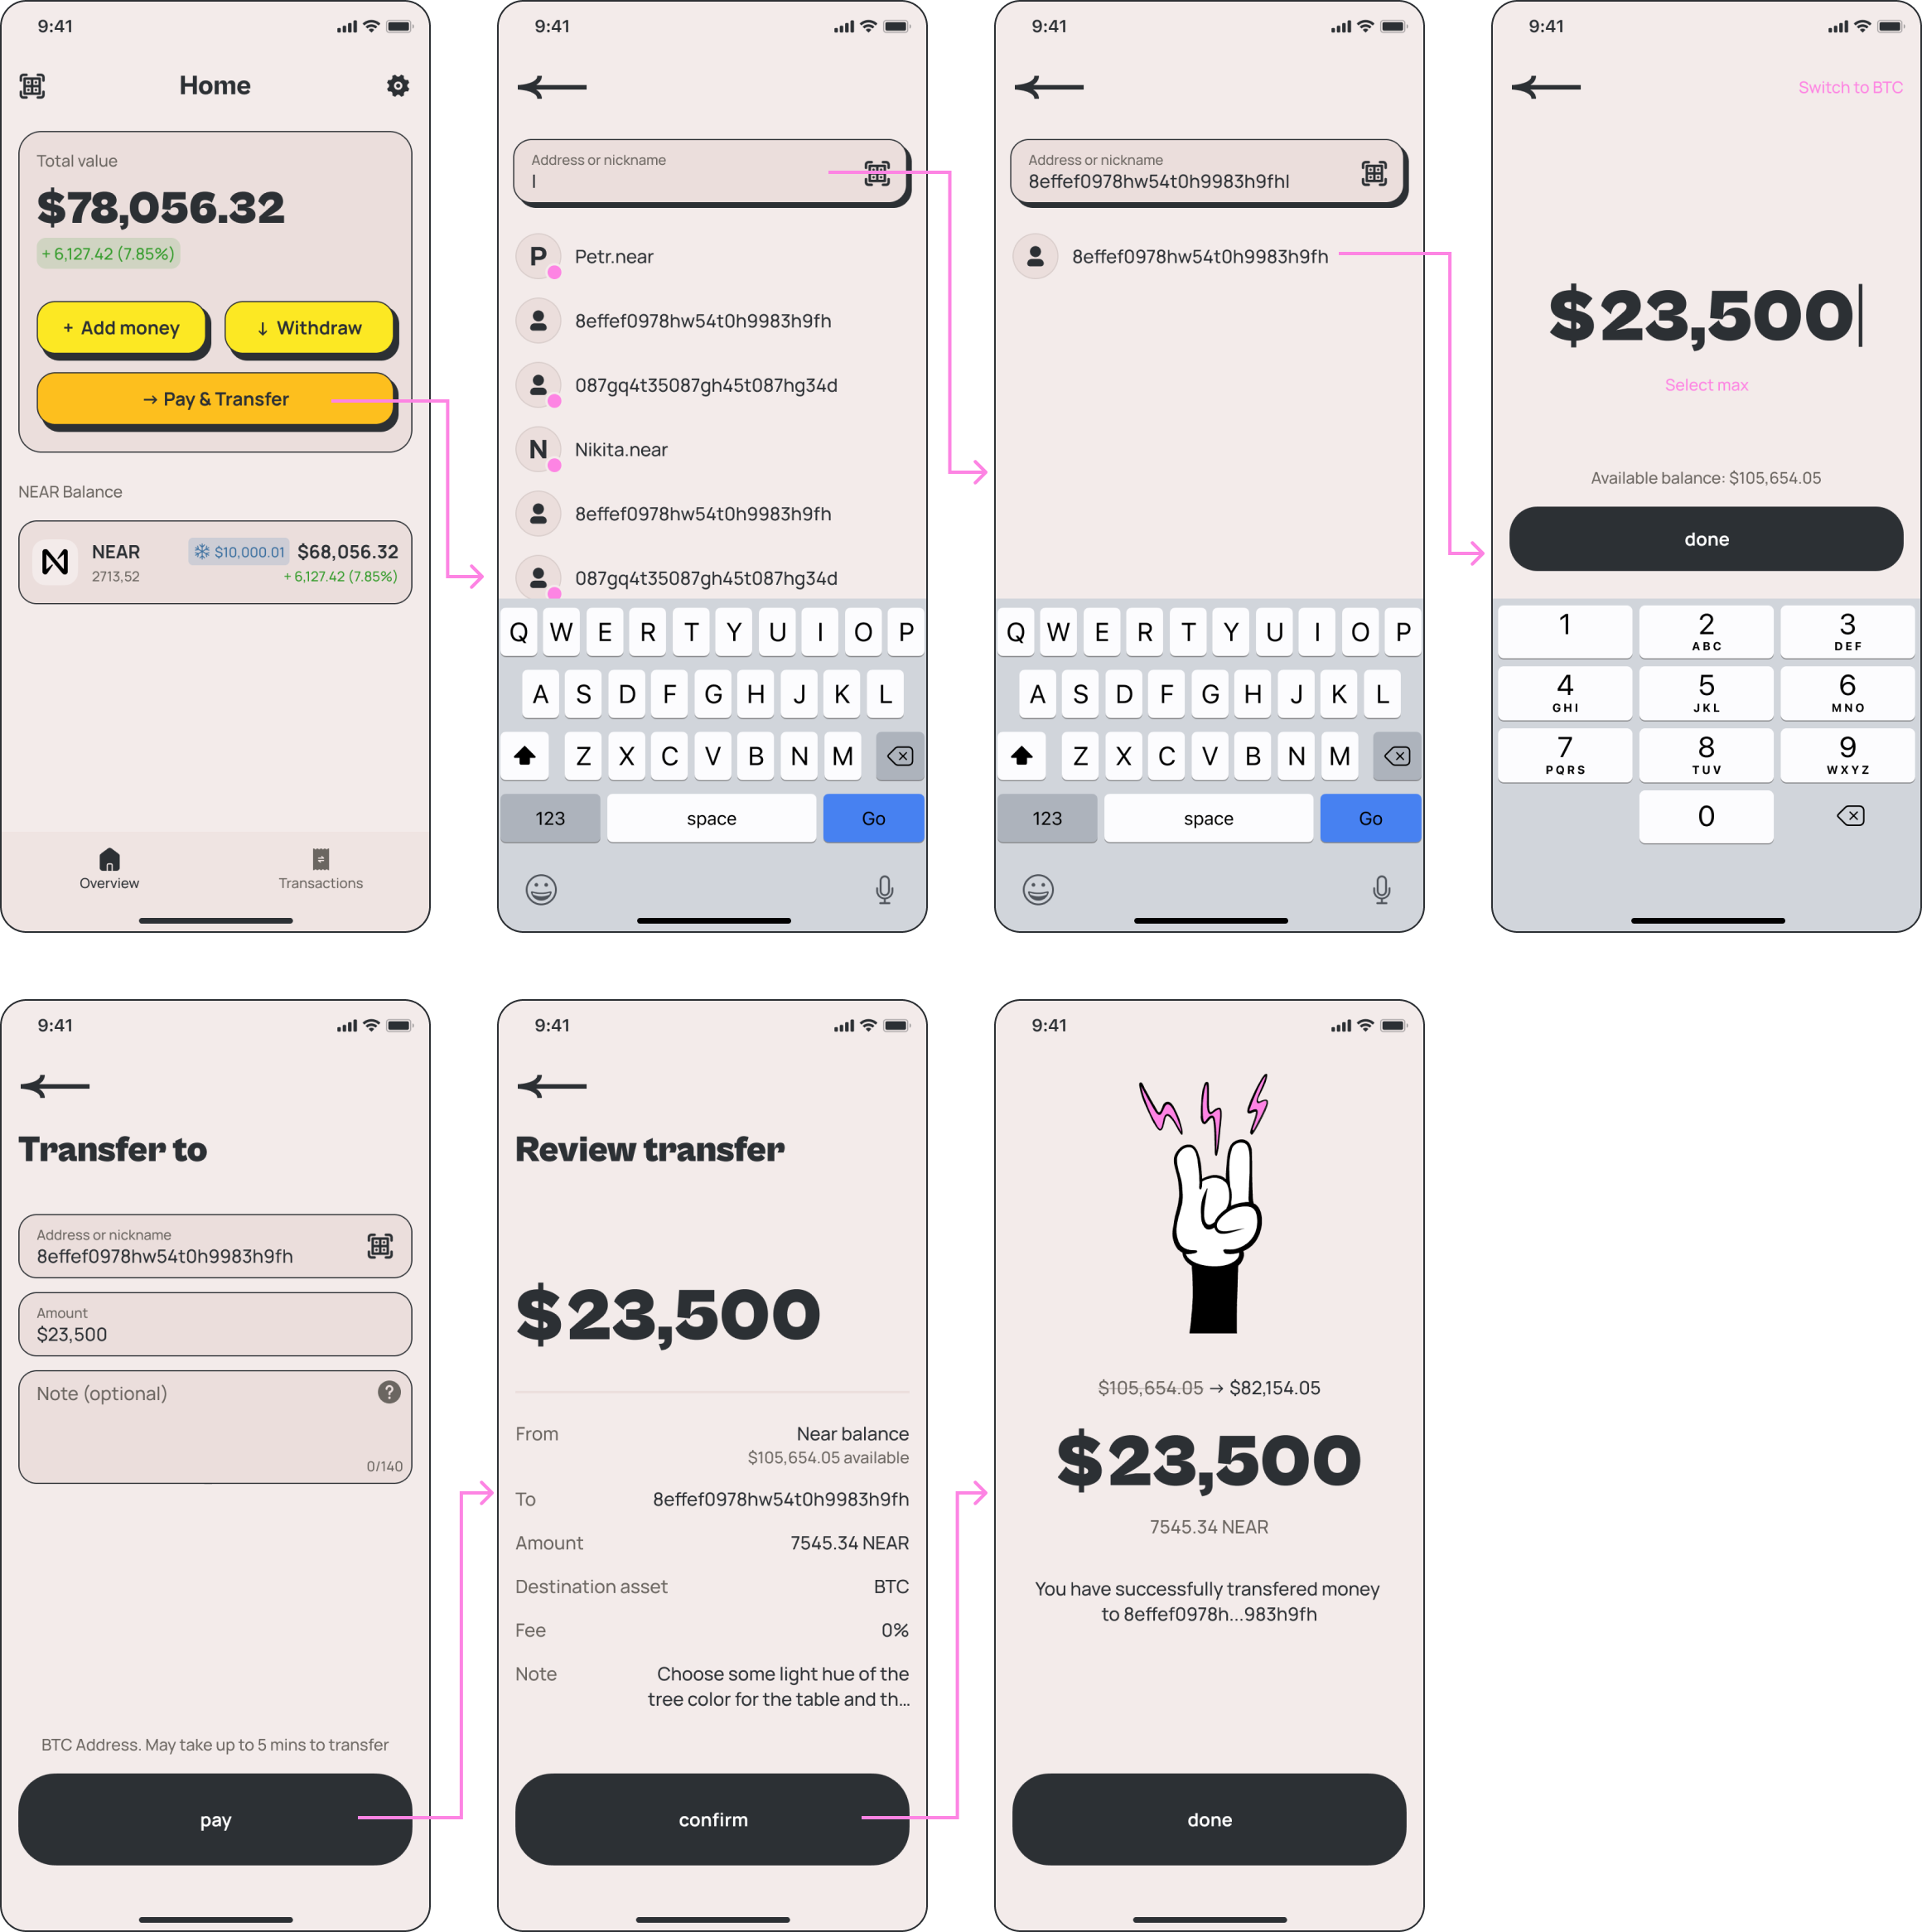 9:41
Home
Total value
$78,056.32
+ 6,127.42 (7.85%)
+ Add money
↓ Withdraw
→ Pay & Transfer
NEAR Balance
NEAR
$10,000.01
$68,056.32
2713,52
+ 6,127.42 (7.85%)
Overview
Transactions
9:41
Address or nickname
P
Petr.near
8effef0978hw54t0h9983h9fh
087gq4t35087gh45t087hg34d
N
Nikita.near
8effef0978hw54t0h9983h9fh
087gq4t35087gh45t087hg34d
Q W E R T Y U I O P
A S D F G H J K L
Z X C V B N M
123 space Go
9:41
Address or nickname
8effef0978hw54t0h9983h9fh
8effef0978hw54t0h9983h9fh
Q W E R T Y U I O P
A S D F G H J K L
Z X C V B N M
123 space Go
9:41
Switch to BTC
$23,500
Select max
Available balance: $105,654.05
done
1 2 3
ABC DEF
4 5 6
GHI JKL MNO
7 8 9
PQRS TUV WXYZ
0
9:41
Transfer to
Address or nickname
8effef0978hw54t0h9983h9fh
Amount
$23,500
Note (optional)
?
0/140
BTC Address. May take up to 5 mins to transfer
pay
9:41
Review transfer
$23,500
From Near balance
$105,654.05 available
To 8effef0978hw54t0h9983h9fh
Amount 7545.34 NEAR
Destination asset BTC
Fee 0%
Note Choose some light hue of the
tree color for the table and th...
confirm
9:41
$105,654.05 → $82,154.05
$23,500
7545.34 NEAR
You have successfully transfered money
to 8effef0978h...983h9fh
done